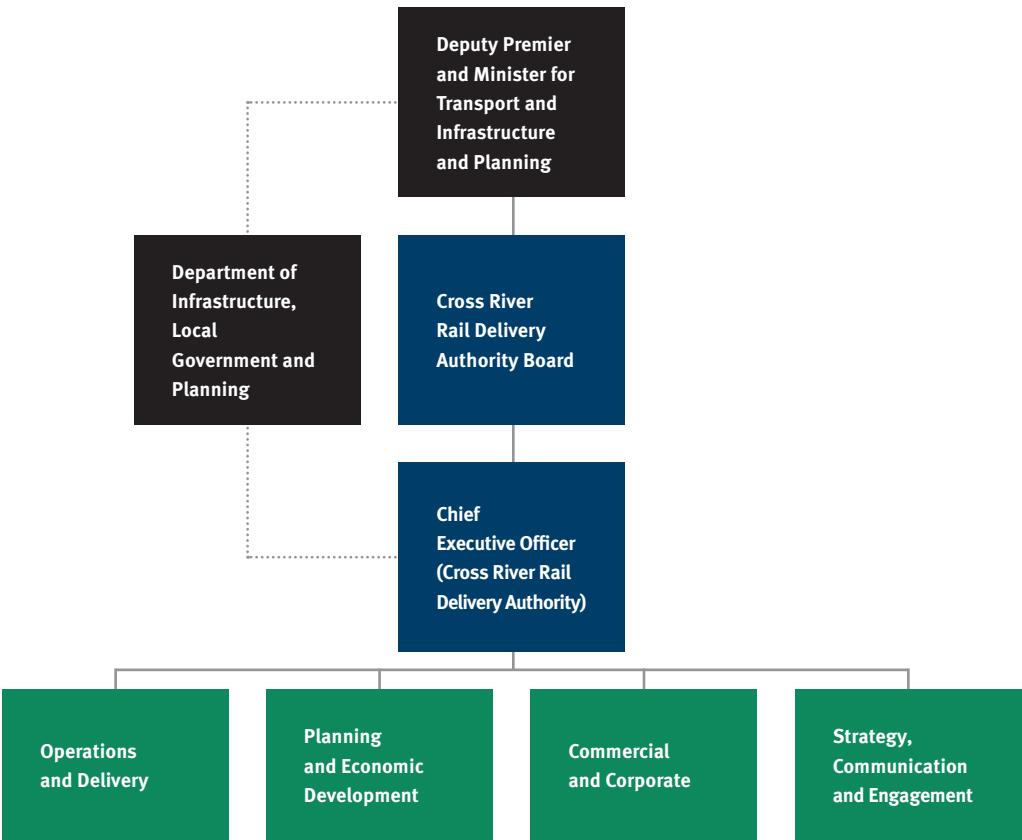 Deputy Premier
and Minister for
Transport and
Infrastructure
and Planning
Department of
Infrastructure,
Local
Government and
Planning
Cross River
Rail Delivery
Authority Board
Chief
Executive Officer
(Cross River Rail
Delivery Authority)
Operations
and Delivery
Planning
and Economic
Development
Commercial
and Corporate
Strategy,
Communication
and Engagement